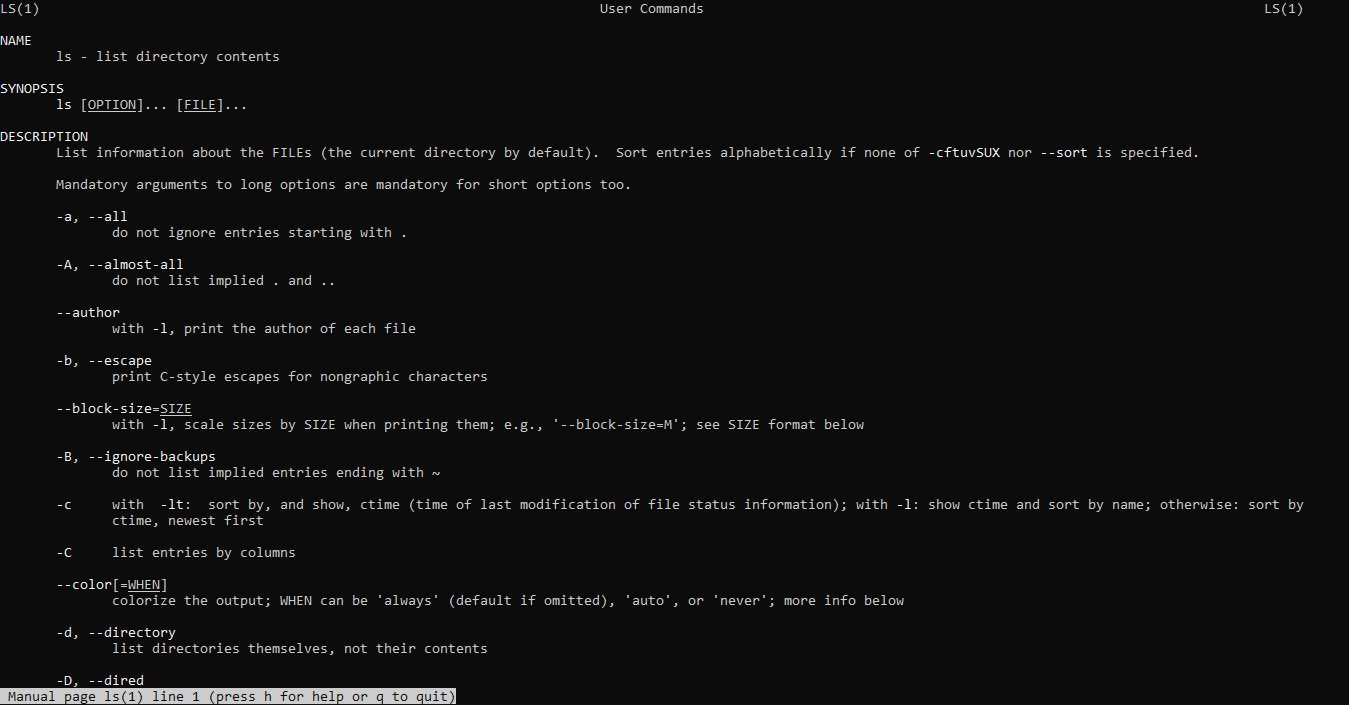 LS(1) User Commands LS(1)
NAME
ls - list directory contents
SYNOPSIS
ls [OPTION]... [FILE]...
DESCRIPTION
List information about the FILEs (the current directory by default).  Sort entries alphabetically if none of -cftuvSUX nor --sort is specified.
Mandatory arguments to long options are mandatory for short options too.
-a, --all
do not ignore entries starting with .
-A, --almost-all
do not list implied . and ..
--author
with -l, print the author of each file
-b, --escape
print C-style escapes for nongraphic characters
--block-size=SIZE
with -l, scale sizes by SIZE when printing them; e.g., '--block-size=M'; see SIZE format below
-B, --ignore-backups
do not list implied entries ending with ~
-c with  -lt:  sort by, and show, ctime (time of last modification of file status information); with -l: show ctime and sort by name; otherwise: sort by
ctime, newest first
-C list entries by columns
--color[=WHEN]
colorize the output; WHEN can be 'always' (default if omitted), 'auto', or 'never'; more info below
-d, --directory
list directories themselves, not their contents
-D, --dired
Manual page ls(1) line 1 (press h for help or q to quit)